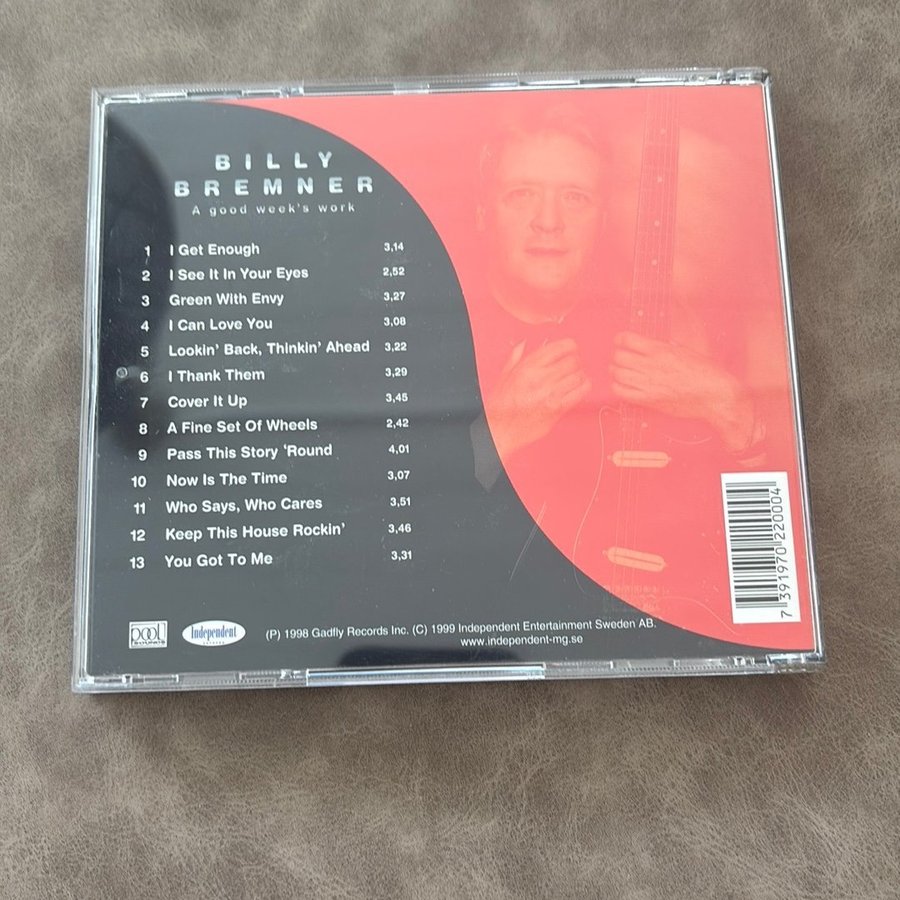 BILLY
BREMNER
A good week's work
1 I Get Enough 3,14
2 I See It In Your Eyes 2,52
3 Green With Envy 3,27
4 I Can Love You 3,08
5 Lookin' Back, Thinkin' Ahead 3,22
6 I Thank Them 3,29
7 Cover It Up 3,45
8 A Fine Set Of Wheels 2,42
9 Pass This Story 'Round 4,01
10 Now Is The Time 3,07
11 Who Says, Who Cares 3,51
12 Keep This House Rockin' 3,46
13 You Got To Me 3,31
pool
SOUNDS
Independent
(P) 1998 Gadfly Records Inc. (C) 1999 Independent Entertainment Sweden AB.
www.independent-mg.se
7 391970 220004